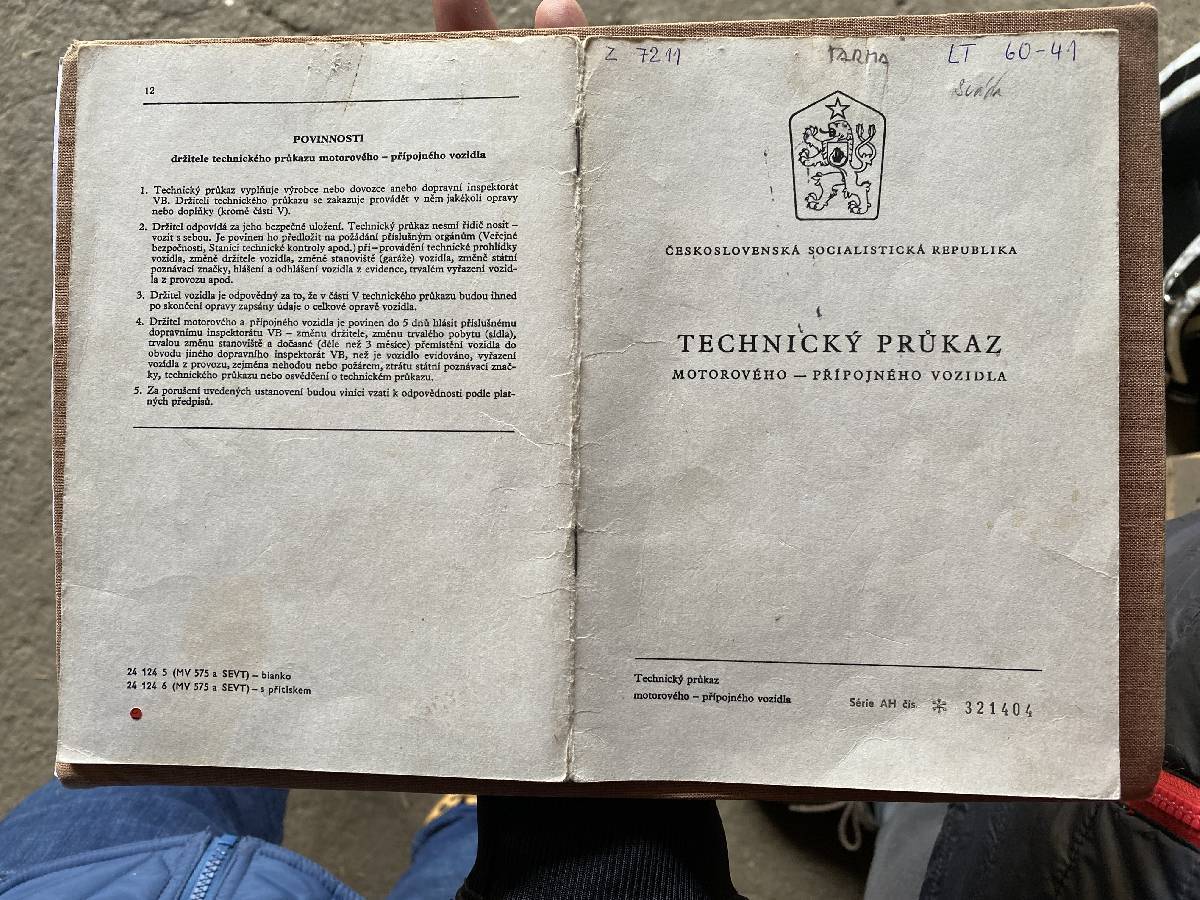 12
POVINNOSTI
držitele technického průkazu motorového – přípojného vozidla
1. Technický průkaz vyplňuje výrobce nebo dovozce anebo dopravní inspektorát
VB. Držiteli technického průkazu se zakazuje provádět v něm jakékoli opravy
nebo doplňky (kromě části V).
2. Držitel odpovídá za jeho bezpečné uložení. Technický průkaz nesmí řidič nosit –
vozit s sebou. Je povinen ho předložit na požádání příslušným orgánům (Veřejné
bezpečnosti, Stanici technické kontroly apod.) při–provádění technické prohlídky
vozidla, změně držitele vozidla, změně stanoviště (garáže) vozidla, změně státní
poznávací značky, hlášení a odhlášení vozidla z evidence, trvalém vyřazení vozid-
la z provozu apod.
3. Držitel vozidla je odpovědný za to, že v části V technického průkazu budou ihned
po skončení opravy zapsány údaje o celkové opravě vozidla.
4. Držitel motorového a přípojného vozidla je povinen do 5 dnů hlásit příslušnému
dopravnímu inspektorátu VB – změnu držitele, změnu trvalého pobytu (sídla),
trvalou změnu stanoviště a dočasné (déle než 3 měsíce) přemístění vozidla do
obvodu jiného dopravního inspektorát VB, než je vozidlo evidováno, vyřazení
vozidla z provozu, zejména nehodou nebo požárem, ztrátu státní poznávací znač-
ky, technického průkazu nebo osvědčení o technickém průkazu.
5. Za porušení uvedených ustanovení budou viníci vzati k odpovědnosti podle plat-
ných předpisů.
24 124 5 (MV 575 a SEVT) – bianko
24 124 6 (MV 575 a SEVT) – s přítiskem
Z 7211 FARMA LT 60-41
ČESKOSLOVENSKÁ SOCIALISTICKÁ REPUBLIKA
TECHNICKÝ PRŮKAZ
MOTOROVÉHO — PŘÍPOJNÉHO VOZIDLA
Technický průkaz
motorového – přípojného vozidla
Série AH čís. ✻ 321404